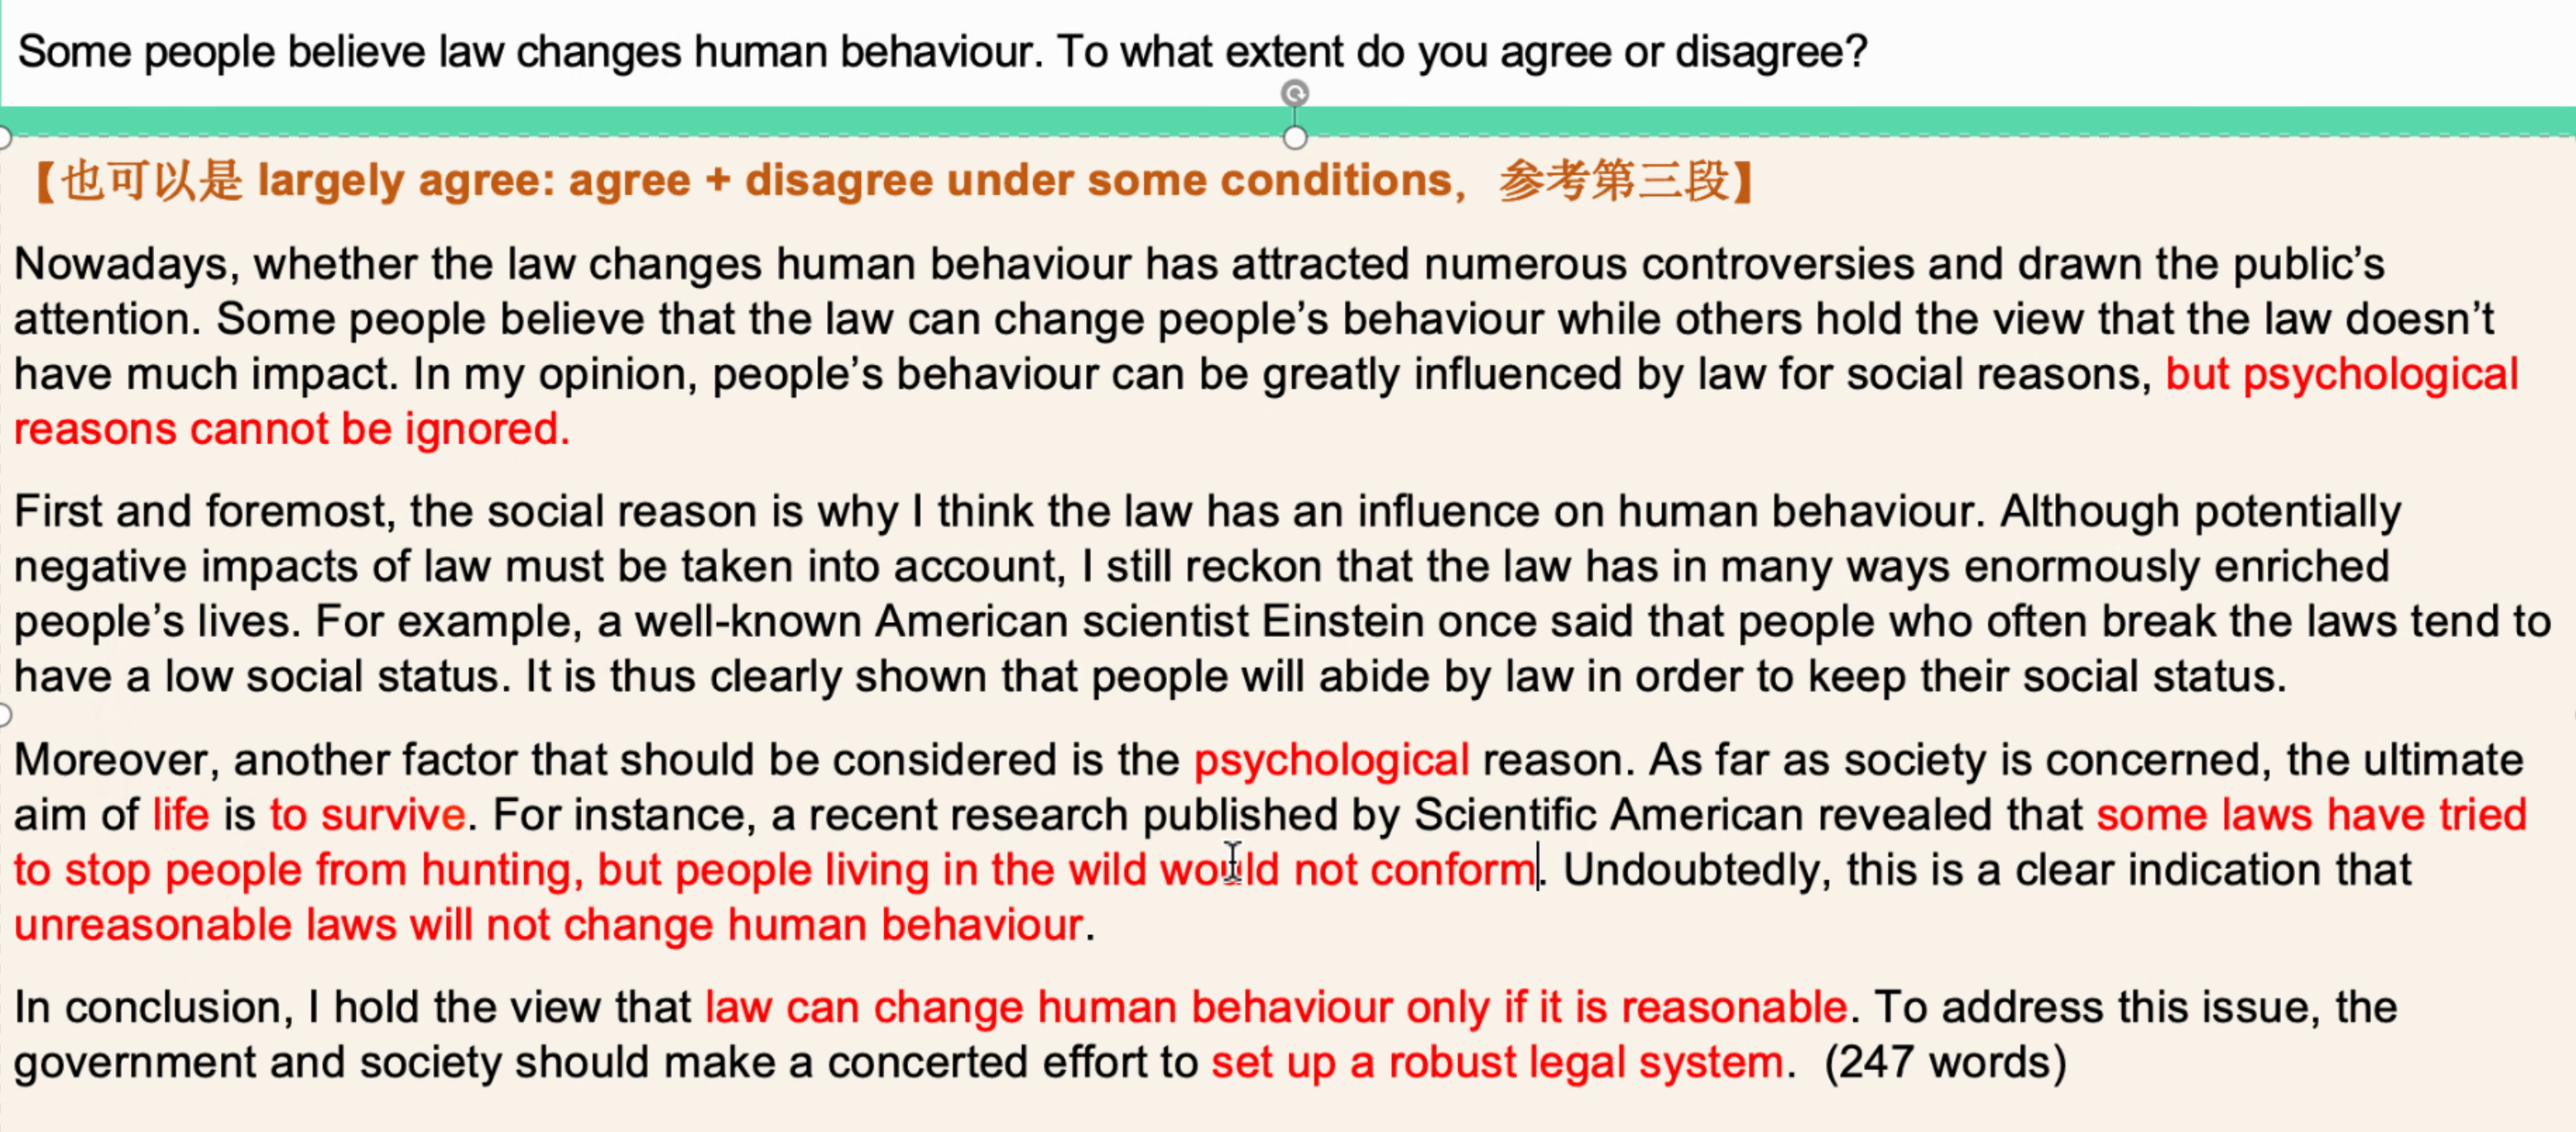 Some people believe law changes human behaviour. To what extent do you agree or disagree?
【也可以是 largely agree: agree + disagree under some conditions，参考第三段】
Nowadays, whether the law changes human behaviour has attracted numerous controversies and drawn the public’s
attention. Some people believe that the law can change people’s behaviour while others hold the view that the law doesn’t
have much impact. In my opinion, people’s behaviour can be greatly influenced by law for social reasons, but psychological
reasons cannot be ignored.
First and foremost, the social reason is why I think the law has an influence on human behaviour. Although potentially
negative impacts of law must be taken into account, I still reckon that the law has in many ways enormously enriched
people’s lives. For example, a well-known American scientist Einstein once said that people who often break the laws tend to
have a low social status. It is thus clearly shown that people will abide by law in order to keep their social status.
Moreover, another factor that should be considered is the psychological reason. As far as society is concerned, the ultimate
aim of life is to survive. For instance, a recent research published by Scientific American revealed that some laws have tried
to stop people from hunting, but people living in the wild would not conform. Undoubtedly, this is a clear indication that
unreasonable laws will not change human behaviour.
In conclusion, I hold the view that law can change human behaviour only if it is reasonable. To address this issue, the
government and society should make a concerted effort to set up a robust legal system. (247 words)